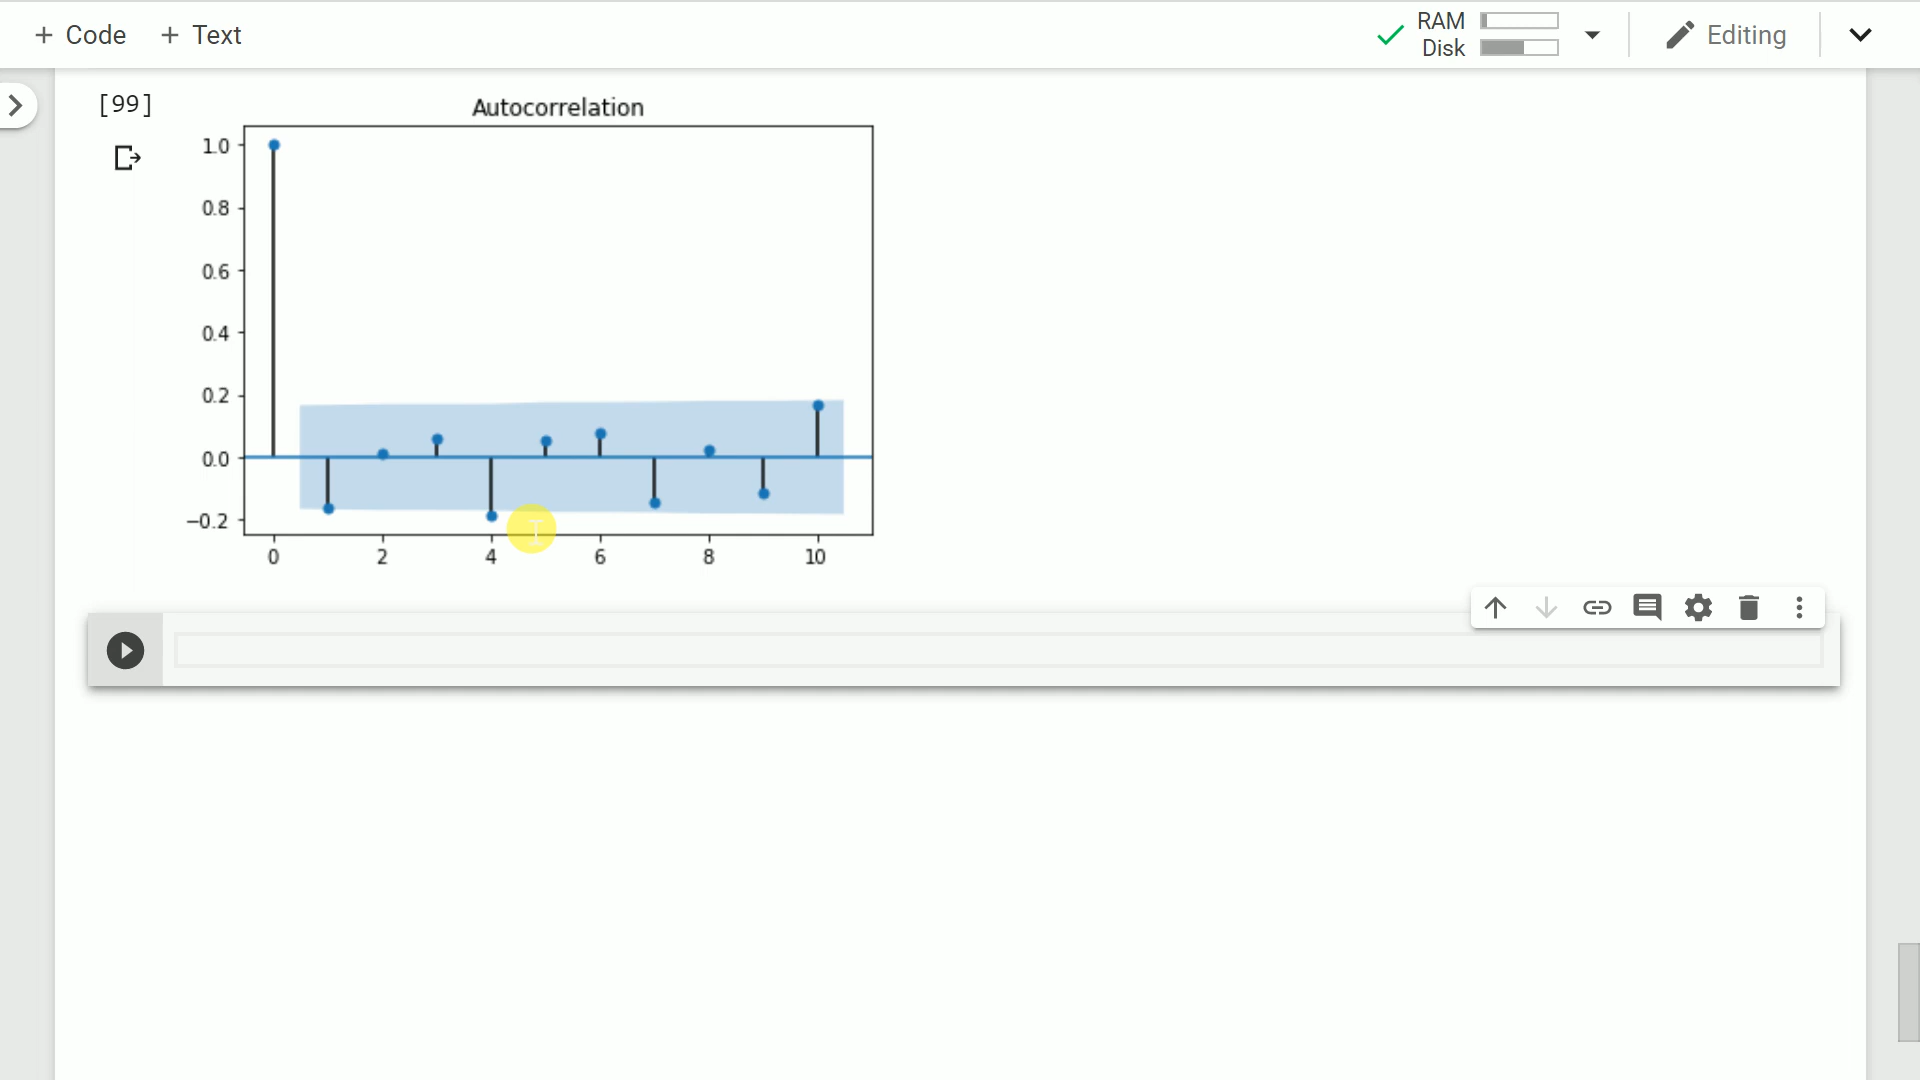 + Code + Text
RAM
Disk
Editing
[99]
Autocorrelation
1.0
0.8
0.6
0.4
0.2
0.0
−0.2
0 2 4 6 8 10